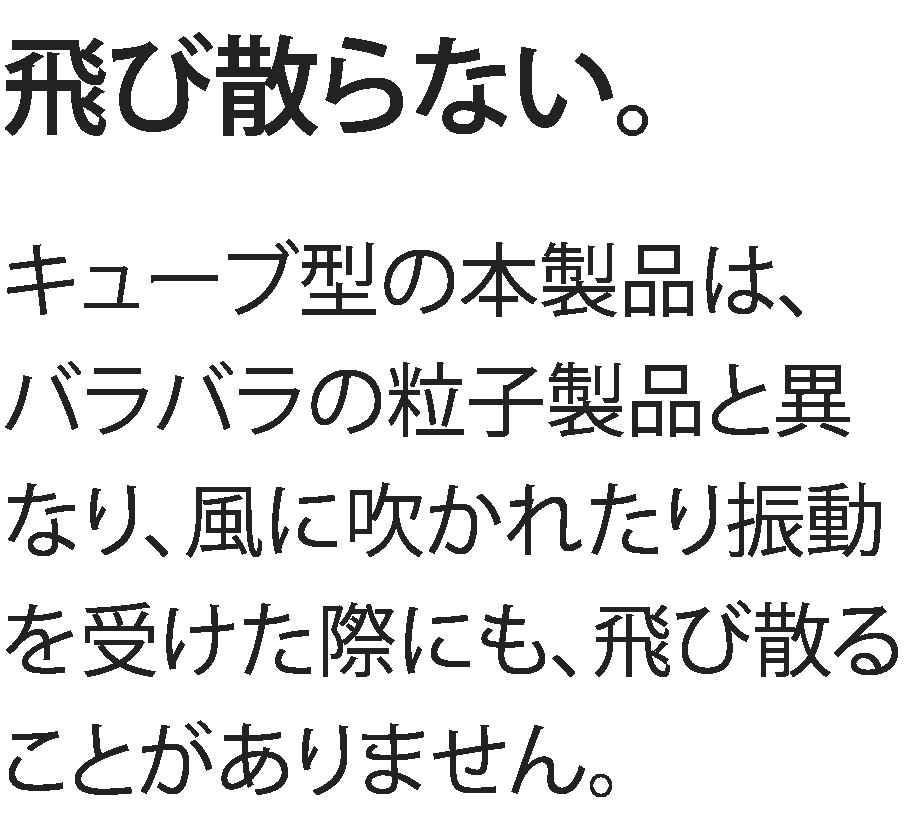 飛び散らない。
キューブ型の本製品は、
バラバラの粒子製品と異
なり、風に吹かれたり振動
を受けた際にも、飛び散る
ことがありません。